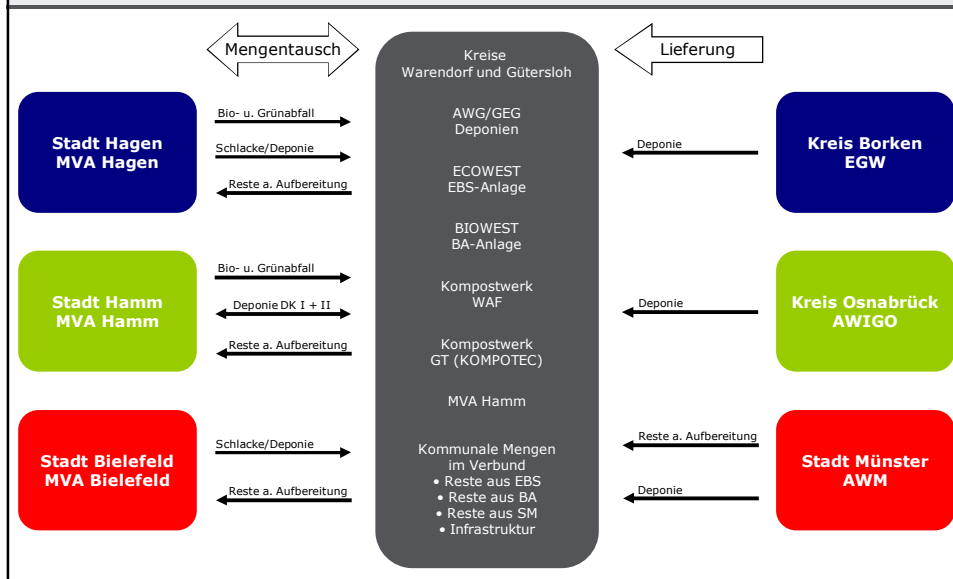 Mengentausch
Lieferung
Kreise
Warendorf und Gütersloh
AWG/GEG
Deponien
ECOWEST
EBS-Anlage
BIOWEST
BA-Anlage
Kompostwerk
WAF
Kompostwerk
GT (KOMPOTEC)
MVA Hamm
Kommunale Mengen
im Verbund
• Reste aus EBS
• Reste aus BA
• Reste aus SM
• Infrastruktur
Stadt Hagen
MVA Hagen
Bio- u. Grünabfall
Schlacke/Deponie
Reste a. Aufbereitung
Stadt Hamm
MVA Hamm
Bio- u. Grünabfall
Deponie DK I + II
Reste a. Aufbereitung
Stadt Bielefeld
MVA Bielefeld
Schlacke/Deponie
Reste a. Aufbereitung
Deponie
Kreis Borken
EGW
Deponie
Kreis Osnabrück
AWIGO
Reste a. Aufbereitung
Deponie
Stadt Münster
AWM